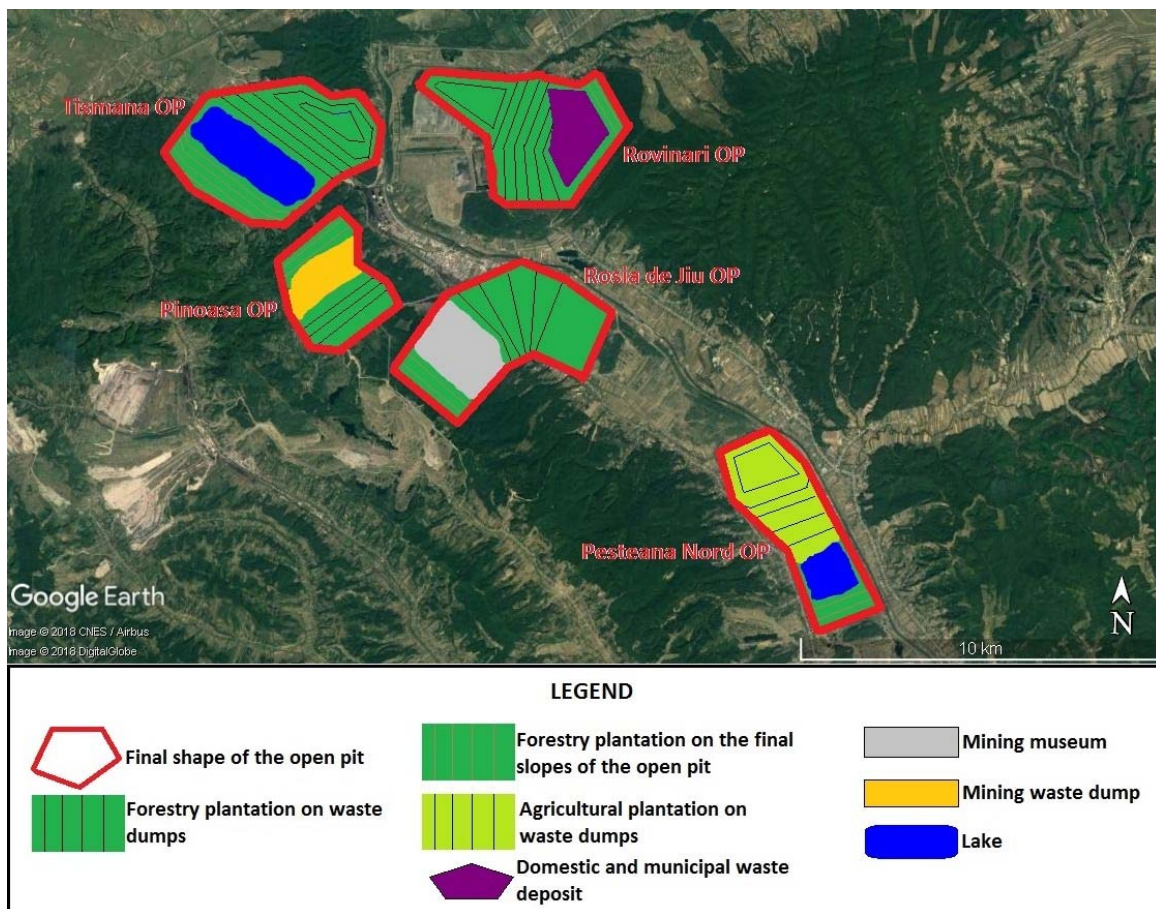 Tismana OP
Rovinari OP
Rosia de Jiu OP
Pinoasa OP
Pesteana Nord OP
Google Earth
Image © 2018 CNES / Airbus
Image © 2018 DigitalGlobe
N
10 km
LEGEND
Final shape of the open pit
Forestry plantation on waste
dumps
Forestry plantation on the final
slopes of the open pit
Agricultural plantation on
waste dumps
Domestic and municipal waste
deposit
Mining museum
Mining waste dump
Lake